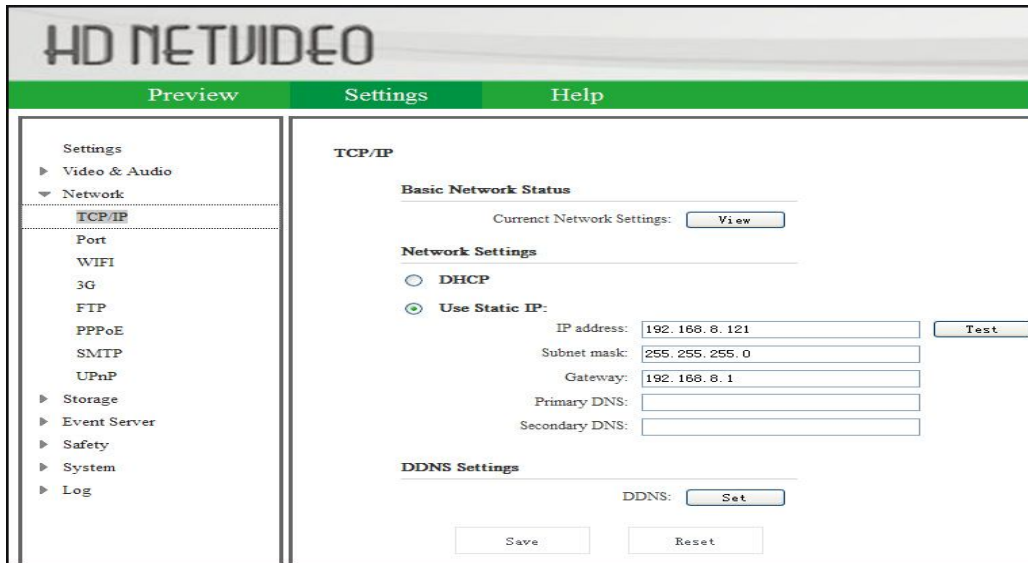 HD NETVIDEO
Preview Settings Help
Settings
Video & Audio
Network
TCP/IP
Port
WIFI
3G
FTP
PPPoE
SMTP
UPnP
Storage
Event Server
Safety
System
Log
TCP/IP
Basic Network Status
Currenct Network Settings: View
Network Settings
DHCP
Use Static IP:
IP address: 192.168.8.121 Test
Subnet mask: 255.255.255.0
Gateway: 192.168.8.1
Primary DNS:
Secondary DNS:
DDNS Settings
DDNS: Set
Save Reset